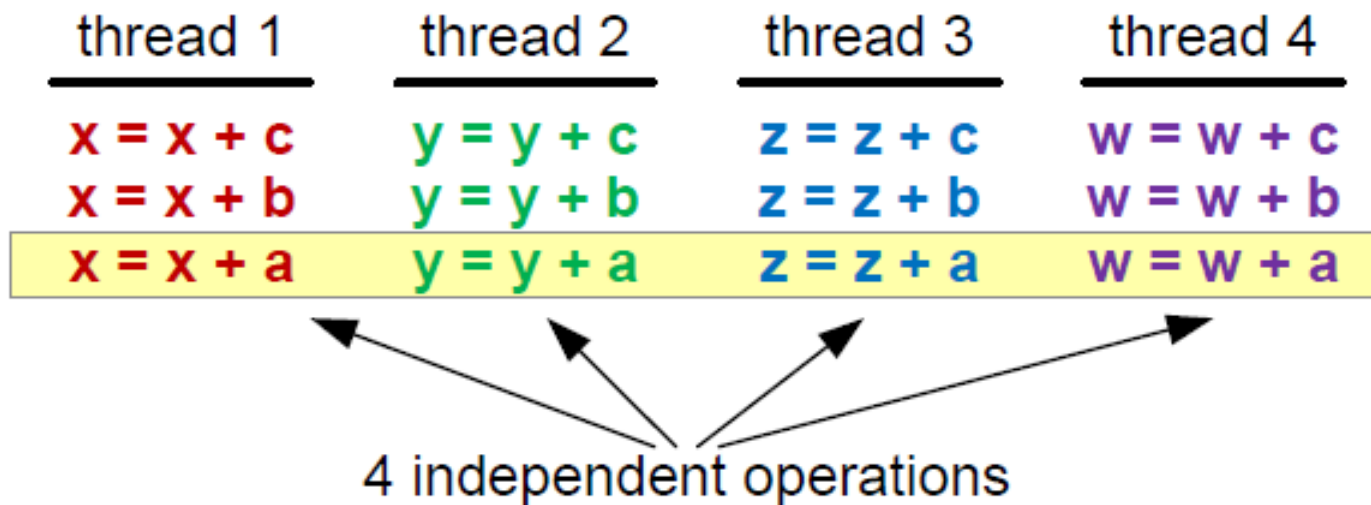 thread 1 thread 2 thread 3 thread 4
x = x + c y = y + c z = z + c w = w + c
x = x + b y = y + b z = z + b w = w + b
x = x + a y = y + a z = z + a w = w + a
4 independent operations